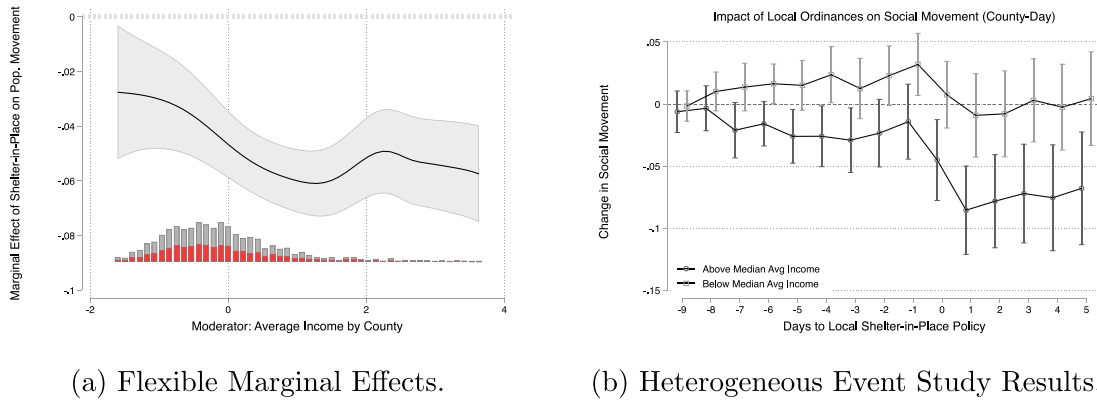 Marginal Effect of Shelter-in-Place on Pop. Movement
0
-.02
-.04
-.06
-.08
-.1
-2
0
2
4
Moderator: Average Income by County
(a) Flexible Marginal Effects.
Impact of Local Ordinances on Social Movement (County-Day)
Change in Social Movement
.05
0
-.05
-.1
-.15
Above Median Avg Income
Below Median Avg Income
-9 -8 -7 -6 -5 -4 -3 -2 -1 0 1 2 3 4 5
Days to Local Shelter-in-Place Policy
(b) Heterogeneous Event Study Results.